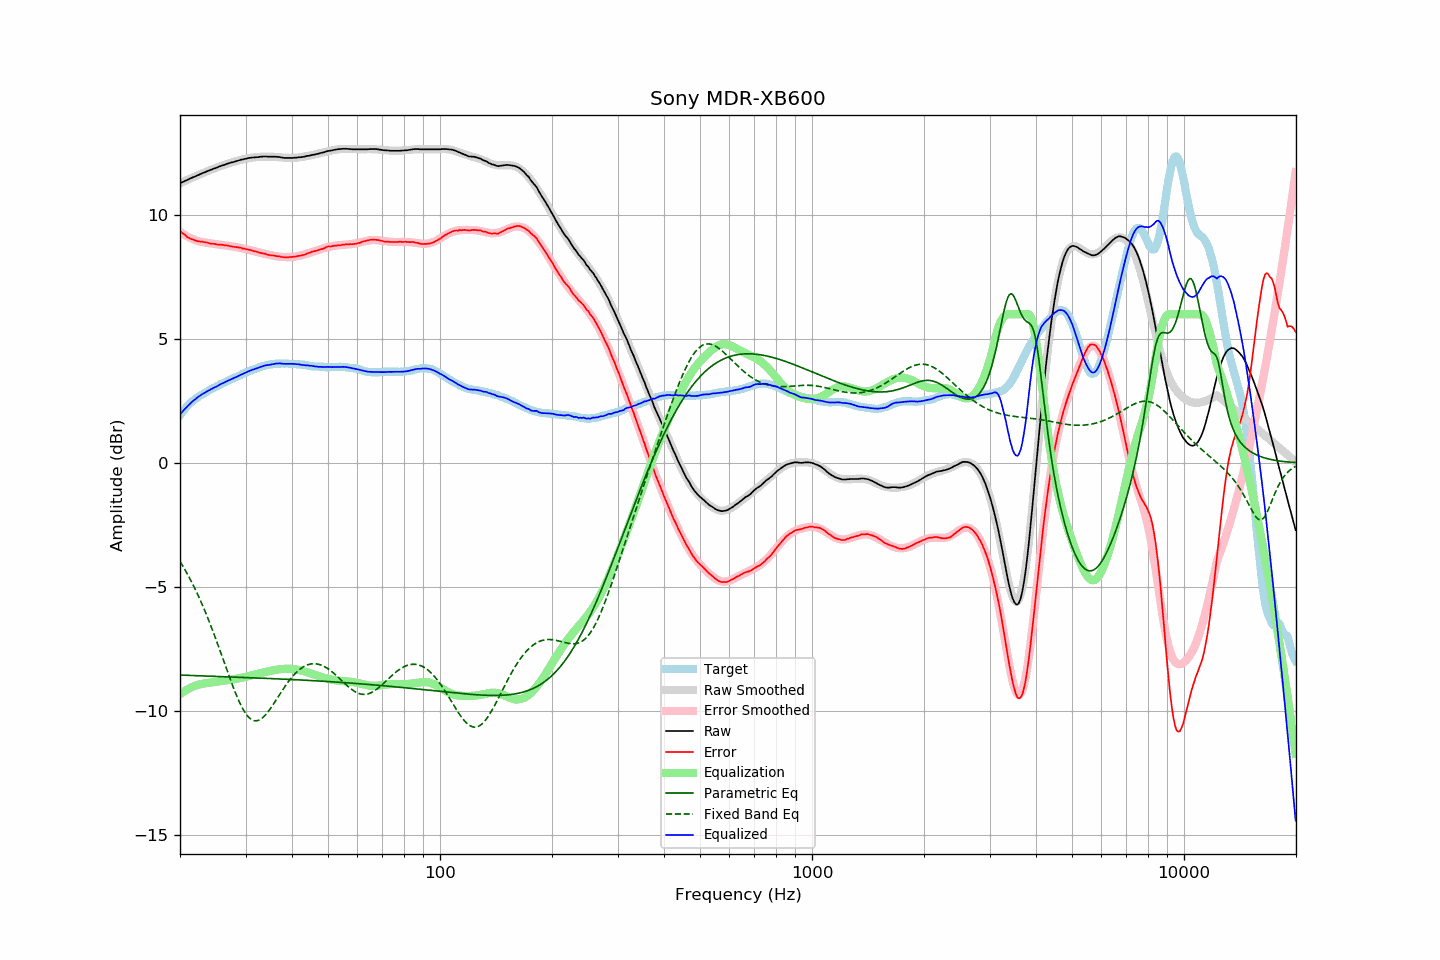 Sony MDR-XB600
Amplitude (dBr)
10
5
0
−5
−10
−15
Target
Raw Smoothed
Error Smoothed
Raw
Error
Equalization
Parametric Eq
Fixed Band Eq
Equalized
100
1000
10000
Frequency (Hz)